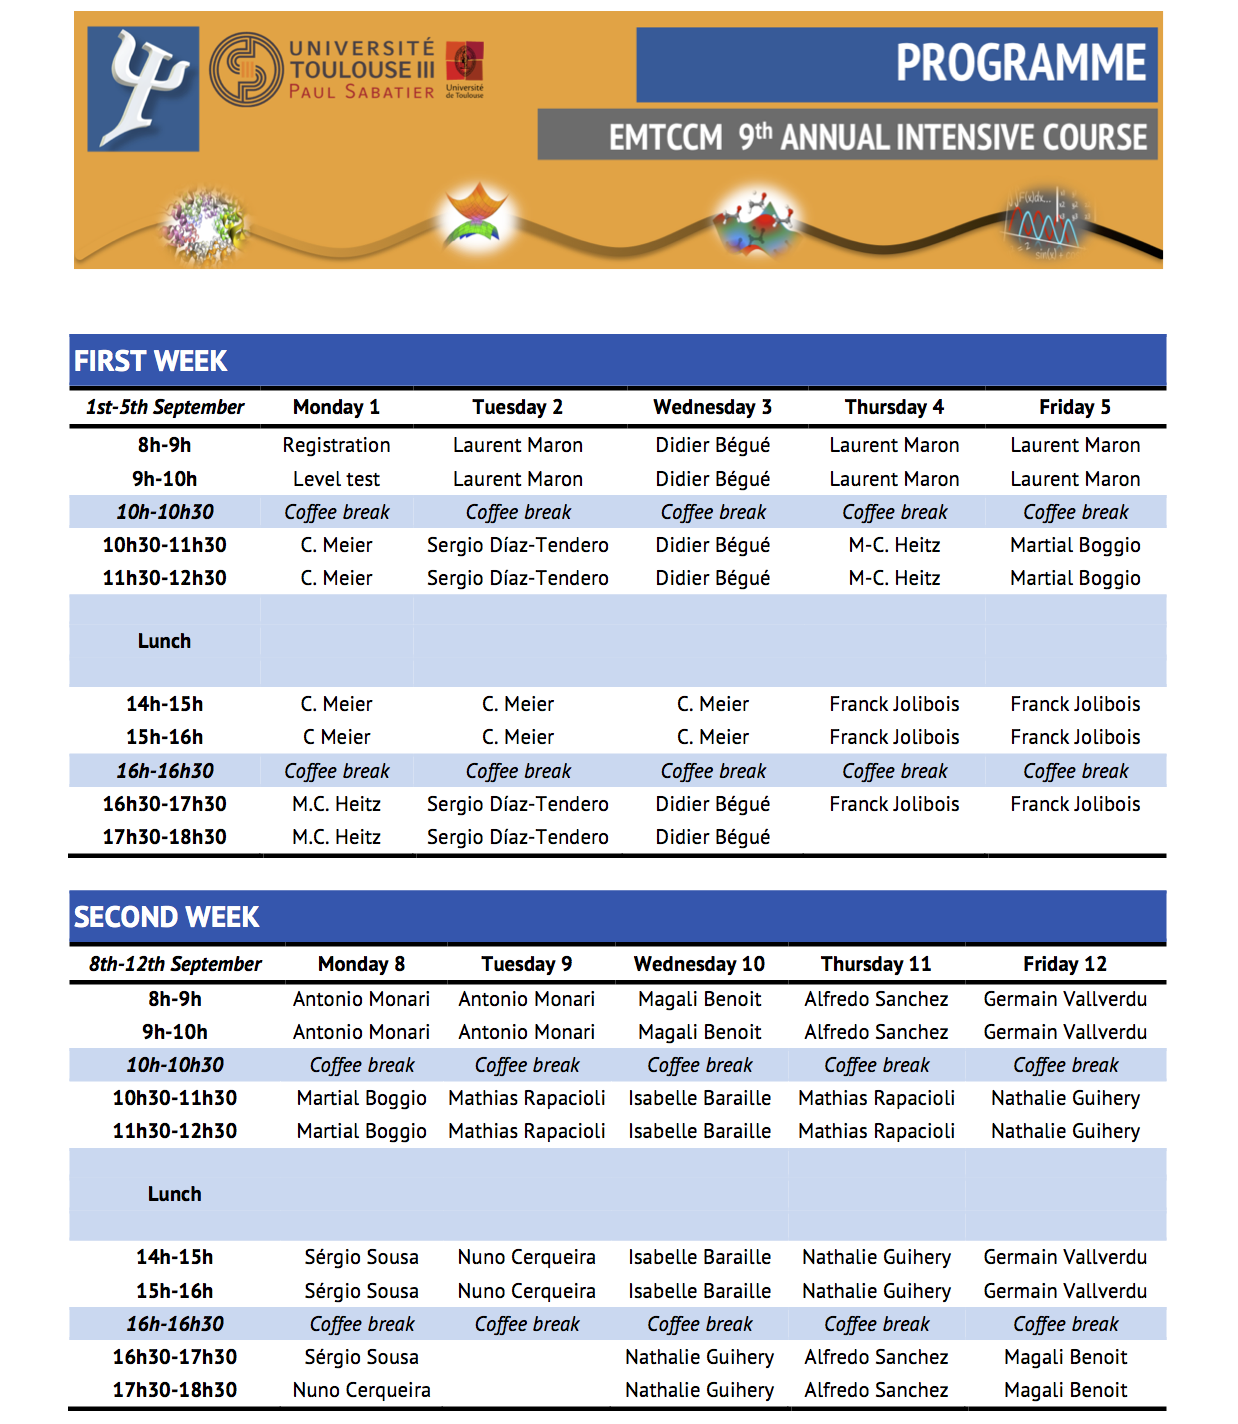 UNIVERSITÉ
TOULOUSE III
PAUL SABATIER
Université
de Toulouse
PROGRAMME
EMTCCM 9th ANNUAL INTENSIVE COURSE
FIRST WEEK
1st-5th September Monday 1 Tuesday 2 Wednesday 3 Thursday 4 Friday 5
8h-9h Registration Laurent Maron Didier Bégué Laurent Maron Laurent Maron
9h-10h Level test Laurent Maron Didier Bégué Laurent Maron Laurent Maron
10h-10h30 Coffee break Coffee break Coffee break Coffee break Coffee break
10h30-11h30 C. Meier Sergio Díaz-Tendero Didier Bégué M-C. Heitz Martial Boggio
11h30-12h30 C. Meier Sergio Díaz-Tendero Didier Bégué M-C. Heitz Martial Boggio
Lunch
14h-15h C. Meier C. Meier C. Meier Franck Jolibois Franck Jolibois
15h-16h C Meier C. Meier C. Meier Franck Jolibois Franck Jolibois
16h-16h30 Coffee break Coffee break Coffee break Coffee break Coffee break
16h30-17h30 M.C. Heitz Sergio Díaz-Tendero Didier Bégué Franck Jolibois Franck Jolibois
17h30-18h30 M.C. Heitz Sergio Díaz-Tendero Didier Bégué
SECOND WEEK
8th-12th September Monday 8 Tuesday 9 Wednesday 10 Thursday 11 Friday 12
8h-9h Antonio Monari Antonio Monari Magali Benoit Alfredo Sanchez Germain Vallverdu
9h-10h Antonio Monari Antonio Monari Magali Benoit Alfredo Sanchez Germain Vallverdu
10h-10h30 Coffee break Coffee break Coffee break Coffee break Coffee break
10h30-11h30 Martial Boggio Mathias Rapacioli Isabelle Baraille Mathias Rapacioli Nathalie Guihery
11h30-12h30 Martial Boggio Mathias Rapacioli Isabelle Baraille Mathias Rapacioli Nathalie Guihery
Lunch
14h-15h Sérgio Sousa Nuno Cerqueira Isabelle Baraille Nathalie Guihery Germain Vallverdu
15h-16h Sérgio Sousa Nuno Cerqueira Isabelle Baraille Nathalie Guihery Germain Vallverdu
16h-16h30 Coffee break Coffee break Coffee break Coffee break Coffee break
16h30-17h30 Sérgio Sousa Nathalie Guihery Alfredo Sanchez Magali Benoit
17h30-18h30 Nuno Cerqueira Nathalie Guihery Alfredo Sanchez Magali Benoit